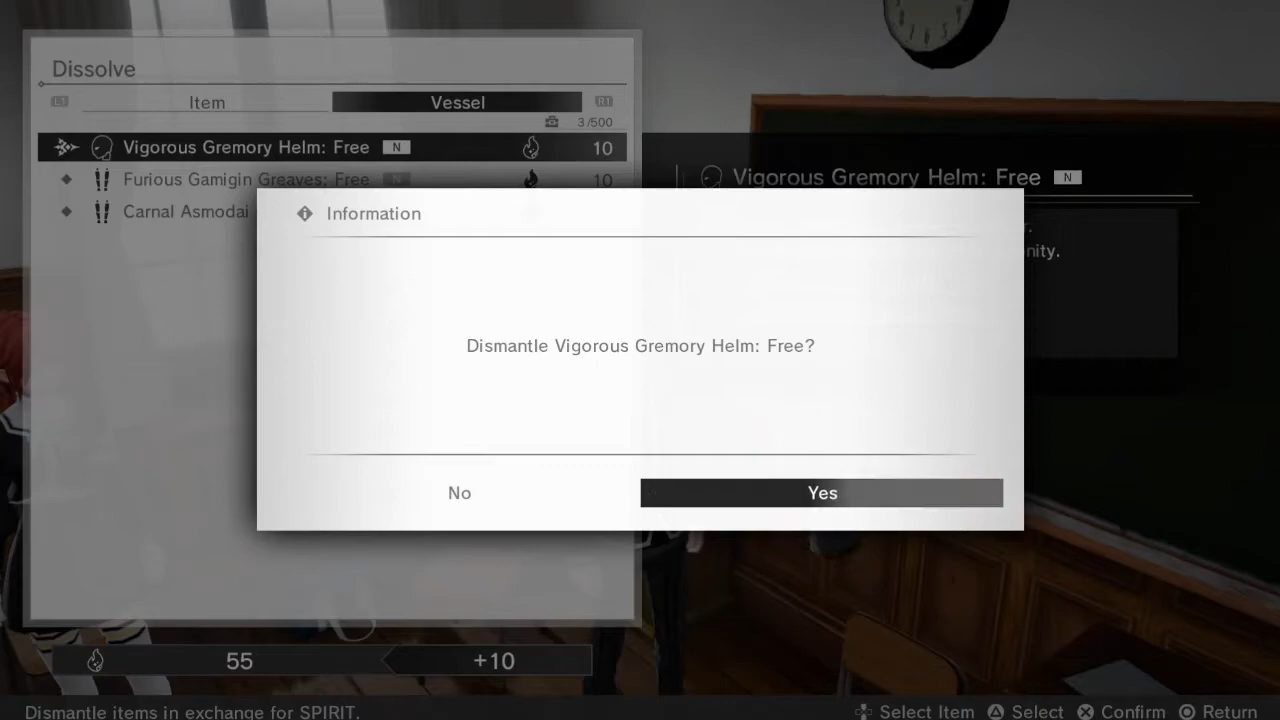 Dissolve
L1 Item Vessel R1
3/500
Vigorous Gremory Helm: Free N 10
Furious Gamigin Greaves: Free N 10
Carnal Asmodai
Vigorous Gremory Helm: Free N
r.
nity.
Information
Dismantle Vigorous Gremory Helm: Free?
No Yes
55 +10
Dismantle items in exchange for SPIRIT. Select Item Select Confirm Return